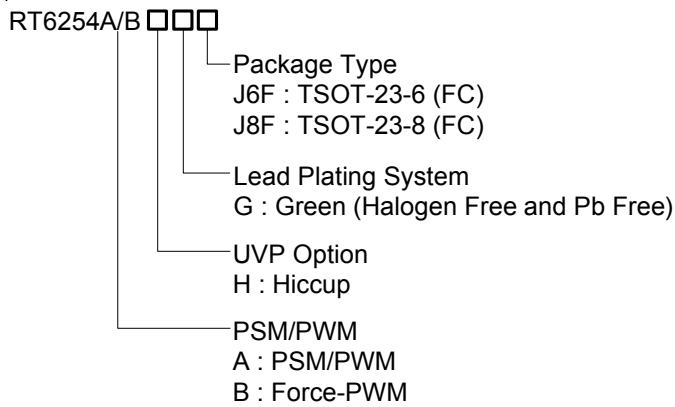 RT6254A/B □□□
Package Type
J6F : TSOT-23-6 (FC)
J8F : TSOT-23-8 (FC)
Lead Plating System
G : Green (Halogen Free and Pb Free)
UVP Option
H : Hiccup
PSM/PWM
A : PSM/PWM
B : Force-PWM